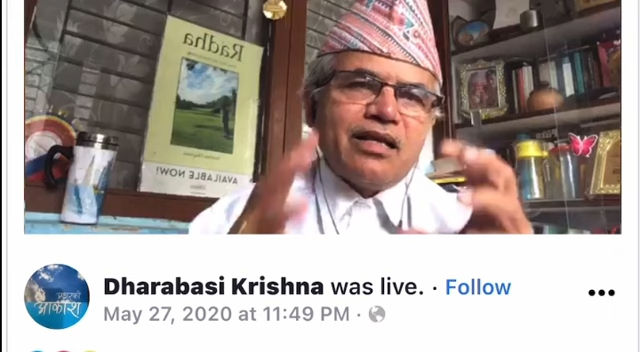 Radha
AVAILABLE NOW!
आकाश
Dharabasi Krishna was live. · Follow
May 27, 2020 at 11:49 PM ·